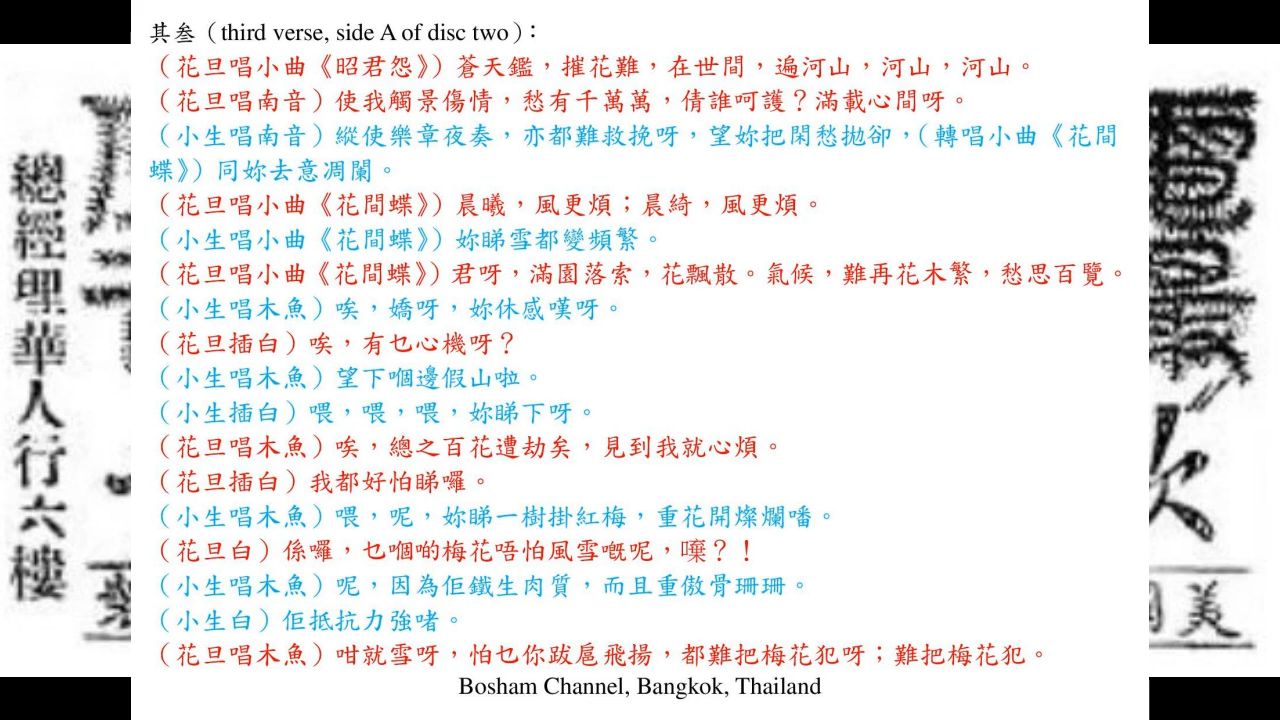 其叁（third verse, side A of disc two）：
（花旦唱小曲《昭君怨》）蒼天鑑，摧花難，在世間，遍河山，河山，河山。
（花旦唱南音）使我觸景傷情，愁有千萬萬，倩誰呵護？滿載心間呀。
（小生唱南音）縱使樂章夜奏，亦都難救挽呀，望妳把閑愁拋卻，（轉唱小曲《花間
蝶》）同妳去意凋闌。
（花旦唱小曲《花間蝶》）晨曦，風更煩；晨綺，風更煩。
（小生唱小曲《花間蝶》）妳睇雪都變頻繁。
（花旦唱小曲《花間蝶》）君呀，滿園落索，花飄散。氣候，難再花木繁，愁思百覽。
（小生唱木魚）唉，嬌呀，妳休感嘆呀。
（花旦插白）唉，有乜心機呀？
（小生唱木魚）望下嗰邊假山啦。
（小生插白）喂，喂，喂，妳睇下呀。
（花旦唱木魚）唉，總之百花遭劫矣，見到我就心煩。
（花旦插白）我都好怕睇囉。
（小生唱木魚）喂，呢，妳睇一樹掛紅梅，重花開燦爛噃。
（花旦白）係囉，乜嗰啲梅花唔怕風雪嘅呢，嚛？！
（小生唱木魚）呢，因為佢鐵生肉質，而且重傲骨珊珊。
（小生白）佢抵抗力強啫。
（花旦唱木魚）咁就雪呀，怕乜你跋扈飛揚，都難把梅花犯呀；難把梅花犯。
Bosham Channel, Bangkok, Thailand
總經理華人行六樓
美